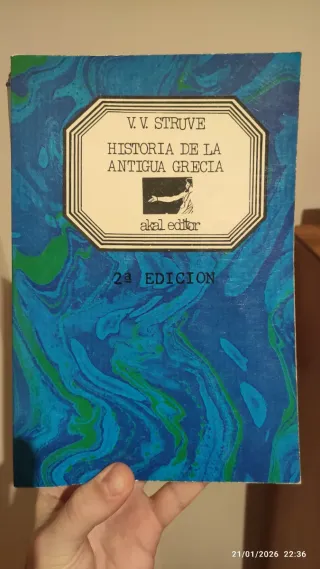 V.V. STRUVE
HISTORIA DE LA
ANTIGUA GRECIA
akal editor
2ª EDICION
21/01/2026 22:36